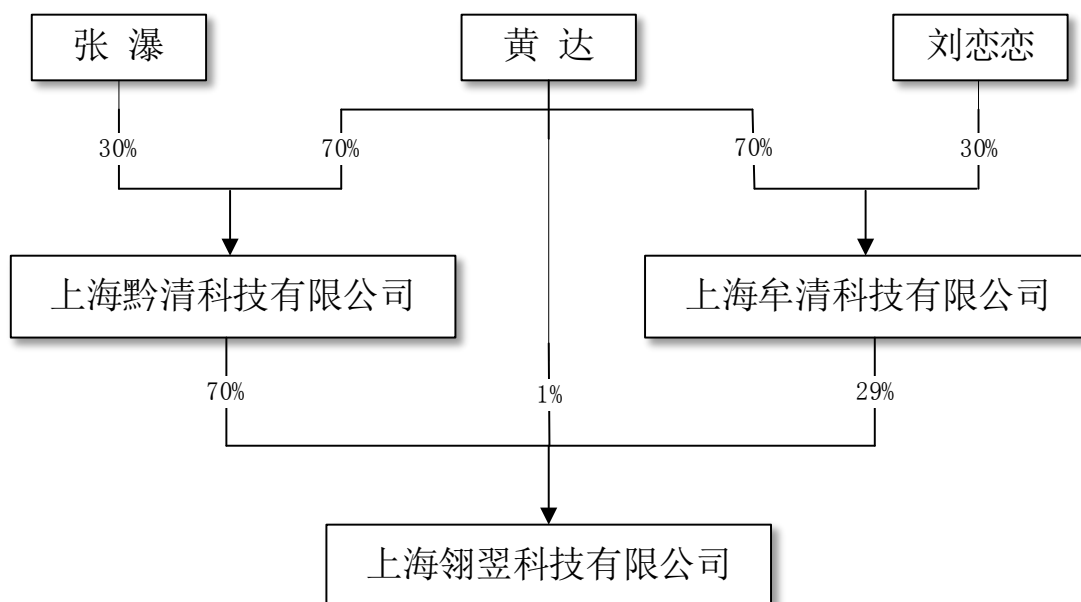 张 瀑
黄 达
刘恋恋
30%
70%
70%
30%
上海黔清科技有限公司
上海牟清科技有限公司
70%
1%
29%
上海翎翌科技有限公司